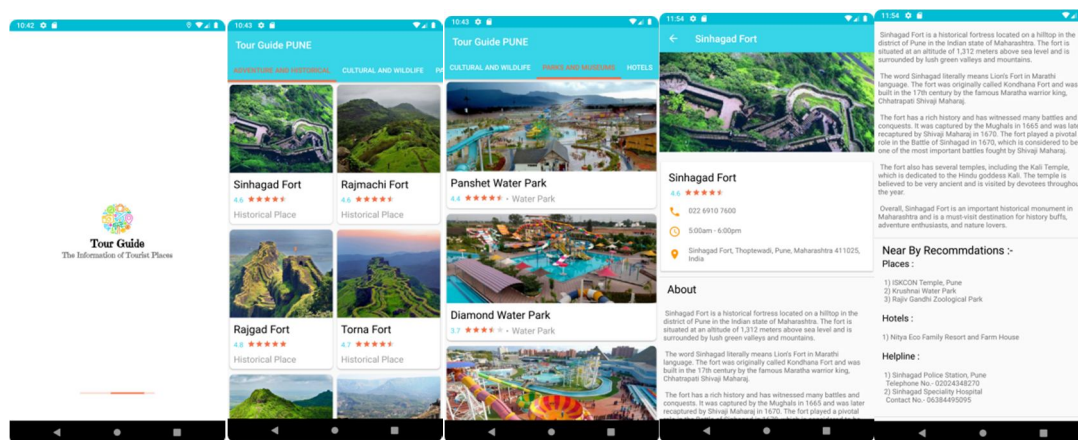 10:42
Tour Guide
The Information of Tourist Places
10:43
Tour Guide PUNE
ADVENTURE AND HISTORICAL
CULTURAL AND WILDLIFE
Sinhagad Fort
4.6
Historical Place
Rajmachi Fort
4.6
Historical Place
Rajgad Fort
4.8
Historical Place
Torna Fort
4.7
Historical Place
10:43
Tour Guide PUNE
CULTURAL AND WILDLIFE
PARKS AND MUSEUMS
HOTELS
Panshet Water Park
4.4 • Water Park
Diamond Water Park
3.7 • Water Park
11:54
Sinhagad Fort
Sinhagad Fort
4.6
022 6910 7600
5:00am - 6:00pm
Sinhagad Fort, Thoptewadi, Pune, Maharashtra 411025,
India
About
Sinhagad Fort is a historical fortress located on a hilltop in the
district of Pune in the Indian state of Maharashtra. The fort is
situated at an altitude of 1,312 meters above sea level and is
surrounded by lush green valleys and mountains.
The word Sinhagad literally means Lion's Fort in Marathi
language. The fort was originally called Kondhana Fort and was
built in the 17th century by the famous Maratha warrior king,
Chhatrapati Shivaji Maharaj.
The fort has a rich history and has witnessed many battles and
conquests. It was captured by the Mughals in 1665 and was later
recaptured by Shivaji Maharaj in 1670. The fort played a pivotal
11:54
Sinhagad Fort is a historical fortress located on a hilltop in the
district of Pune in the Indian state of Maharashtra. The fort is
situated at an altitude of 1,312 meters above sea level and is
surrounded by lush green valleys and mountains.
The word Sinhagad literally means Lion's Fort in Marathi
language. The fort was originally called Kondhana Fort and was
built in the 17th century by the famous Maratha warrior king,
Chhatrapati Shivaji Maharaj.
The fort has a rich history and has witnessed many battles and
conquests. It was captured by the Mughals in 1665 and was late
recaptured by Shivaji Maharaj in 1670. The fort played a pivotal
role in the Battle of Sinhagad in 1670, which is considered to be
one of the most important battles fought by Shivaji Maharaj.
The fort also has several temples, including the Kali Temple,
which is dedicated to the Hindu goddess Kali. The temple is
believed to be very ancient and is visited by devotees throughou
the year.
Overall, Sinhagad Fort is an important historical monument in
Maharashtra and is a must-visit destination for history buffs,
adventure enthusiasts, and nature lovers.
Near By Recommdations :-
Places :
1) ISKCON Temple, Pune
2) Krushnai Water Park
3) Rajiv Gandhi Zoological Park
Hotels :
1) Nitya Eco Family Resort and Farm House
Helpline :
1) Sinhagad Police Station, Pune
Telephone No.- 02024348270
2) Sinhagad Speciality Hospital
Contact No.- 06384495095